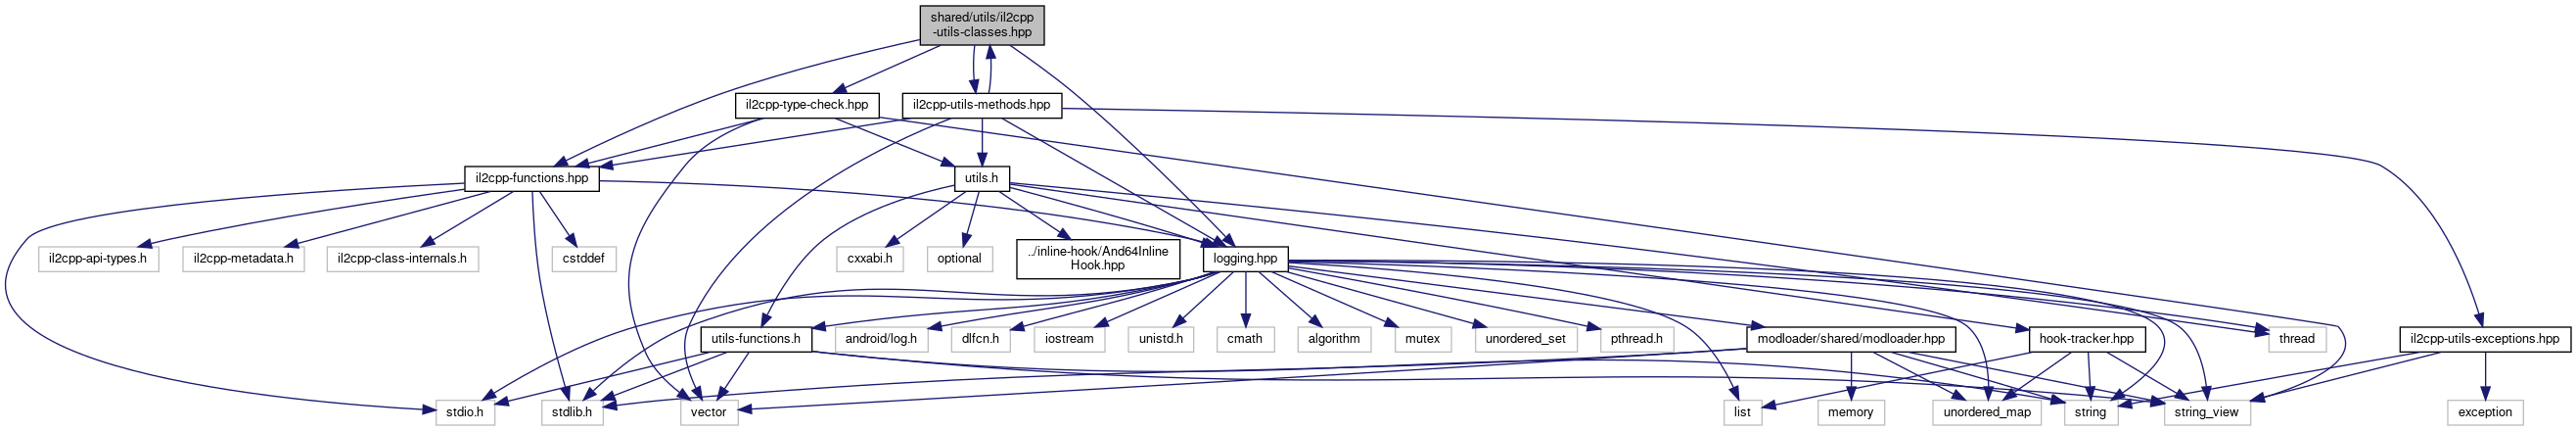 shared/utils/il2cpp
-utils-classes.hpp
il2cpp-type-check.hpp
il2cpp-utils-methods.hpp
il2cpp-functions.hpp
utils.h
il2cpp-api-types.h
il2cpp-metadata.h
il2cpp-class-internals.h
cstddef
cxxabi.h
optional
../inline-hook/And64Inline
Hook.hpp
logging.hpp
utils-functions.h
android/log.h
dlfcn.h
iostream
unistd.h
cmath
algorithm
mutex
unordered_set
pthread.h
modloader/shared/modloader.hpp
hook-tracker.hpp
thread
il2cpp-utils-exceptions.hpp
stdio.h
stdlib.h
vector
list
memory
unordered_map
string
string_view
exception